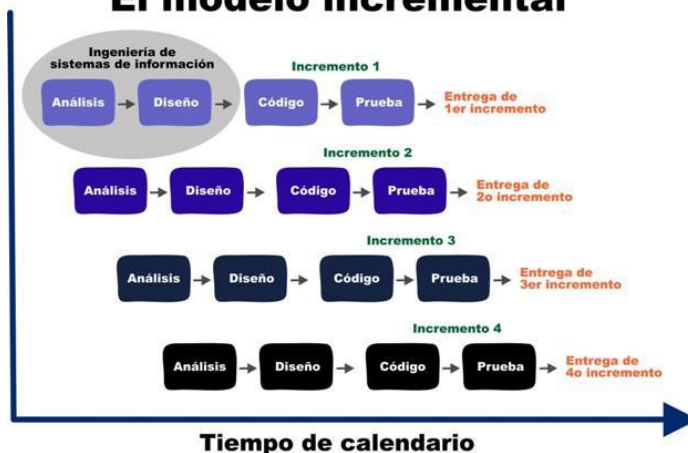 El modelo incremental
Ingeniería de
sistemas de información
Incremento 1
Análisis
Diseño
Código
Prueba
Entrega de
1er incremento
Incremento 2
Análisis
Diseño
Código
Prueba
Entrega de
2o incremento
Incremento 3
Análisis
Diseño
Código
Prueba
Entrega de
3er incremento
Incremento 4
Análisis
Diseño
Código
Prueba
Entrega de
4o incremento
Tiempo de calendario